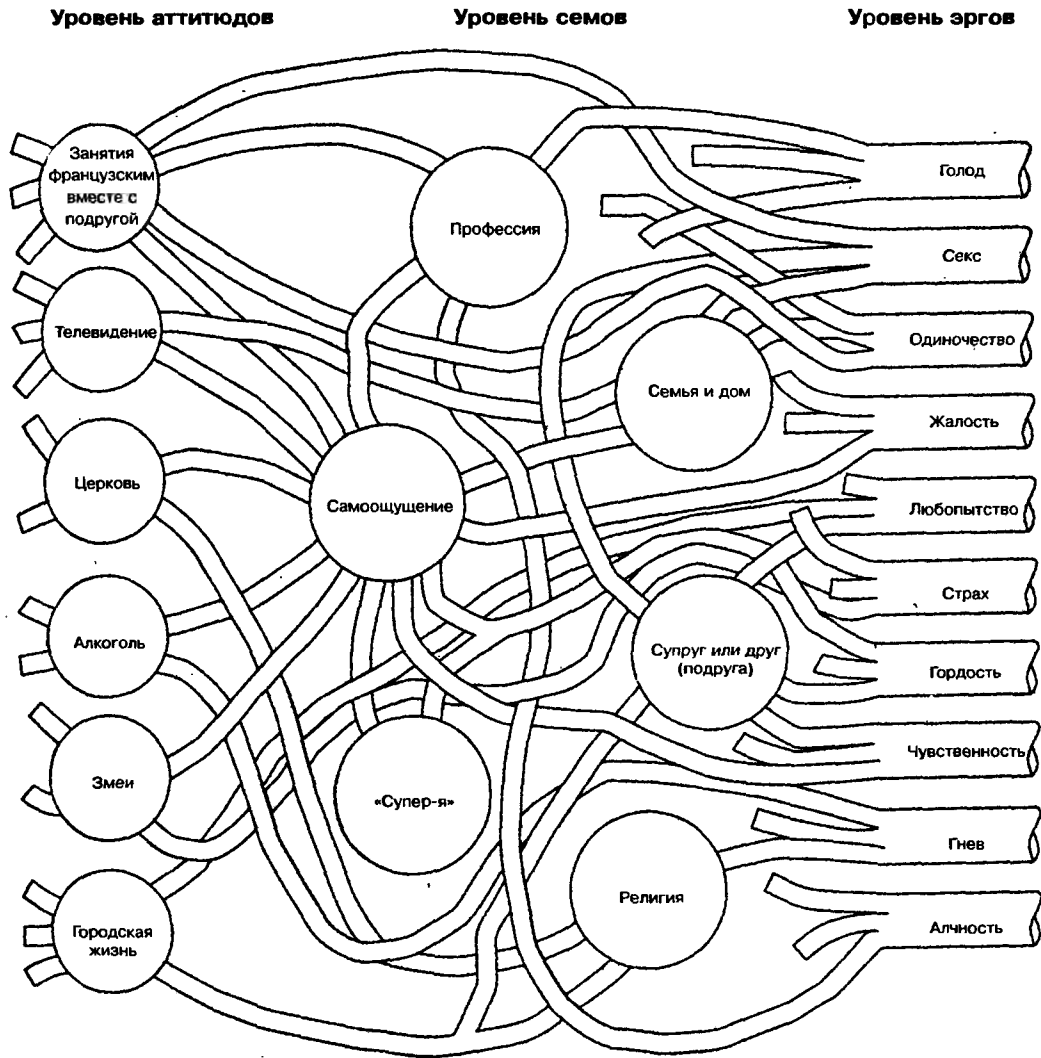 Уровень аттитюдов
Уровень семов
Уровень эргов
Занятия
французским
вместе с
подругой
Телевидение
Церковь
Алкоголь
Змеи
Городская
жизнь
Профессия
Семья и дом
Самоощущение
Супруг или друг
(подруга)
«Супер-я»
Религия
Голод
Секс
Одиночество
Жалость
Любопытство
Страх
Гордость
Чувственность
Гнев
Алчность